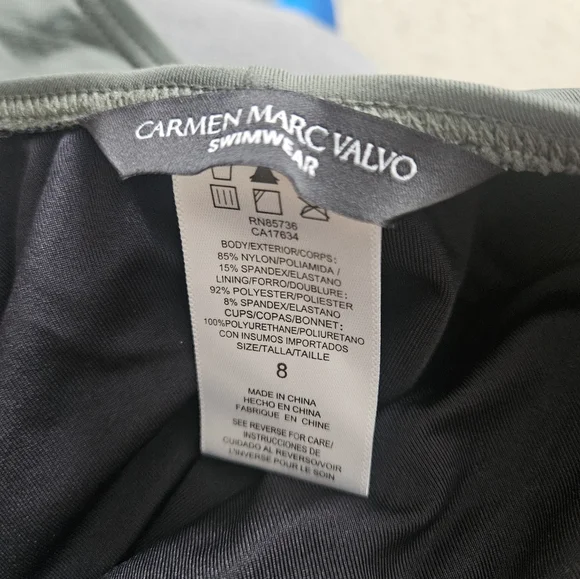 CARMEN MARC VALVO
SWIMWEAR
RN85736
CA17634
BODY/EXTERIOR/CORPS:
85% NYLON/POLIAMIDA /
15% SPANDEX/ELASTANO
LINING/FORRO/DOUBLURE:
92% POLYESTER/POLIESTER
8% SPANDEX/ELASTANO
CUPS/COPAS/BONNET:
100%POLYURETHANE/POLIURETANO
CON INSUMOS IMPORTADOS
SIZE/TALLA/TAILLE
8
MADE IN CHINA
HECHO EN CHINA
FABRIQUE EN CHINE
SEE REVERSE FOR CARE/
INSTRUCCIONES DE
CUIDADO AL REVERSO/VOIR
L'INVERSE POUR LE SOIN